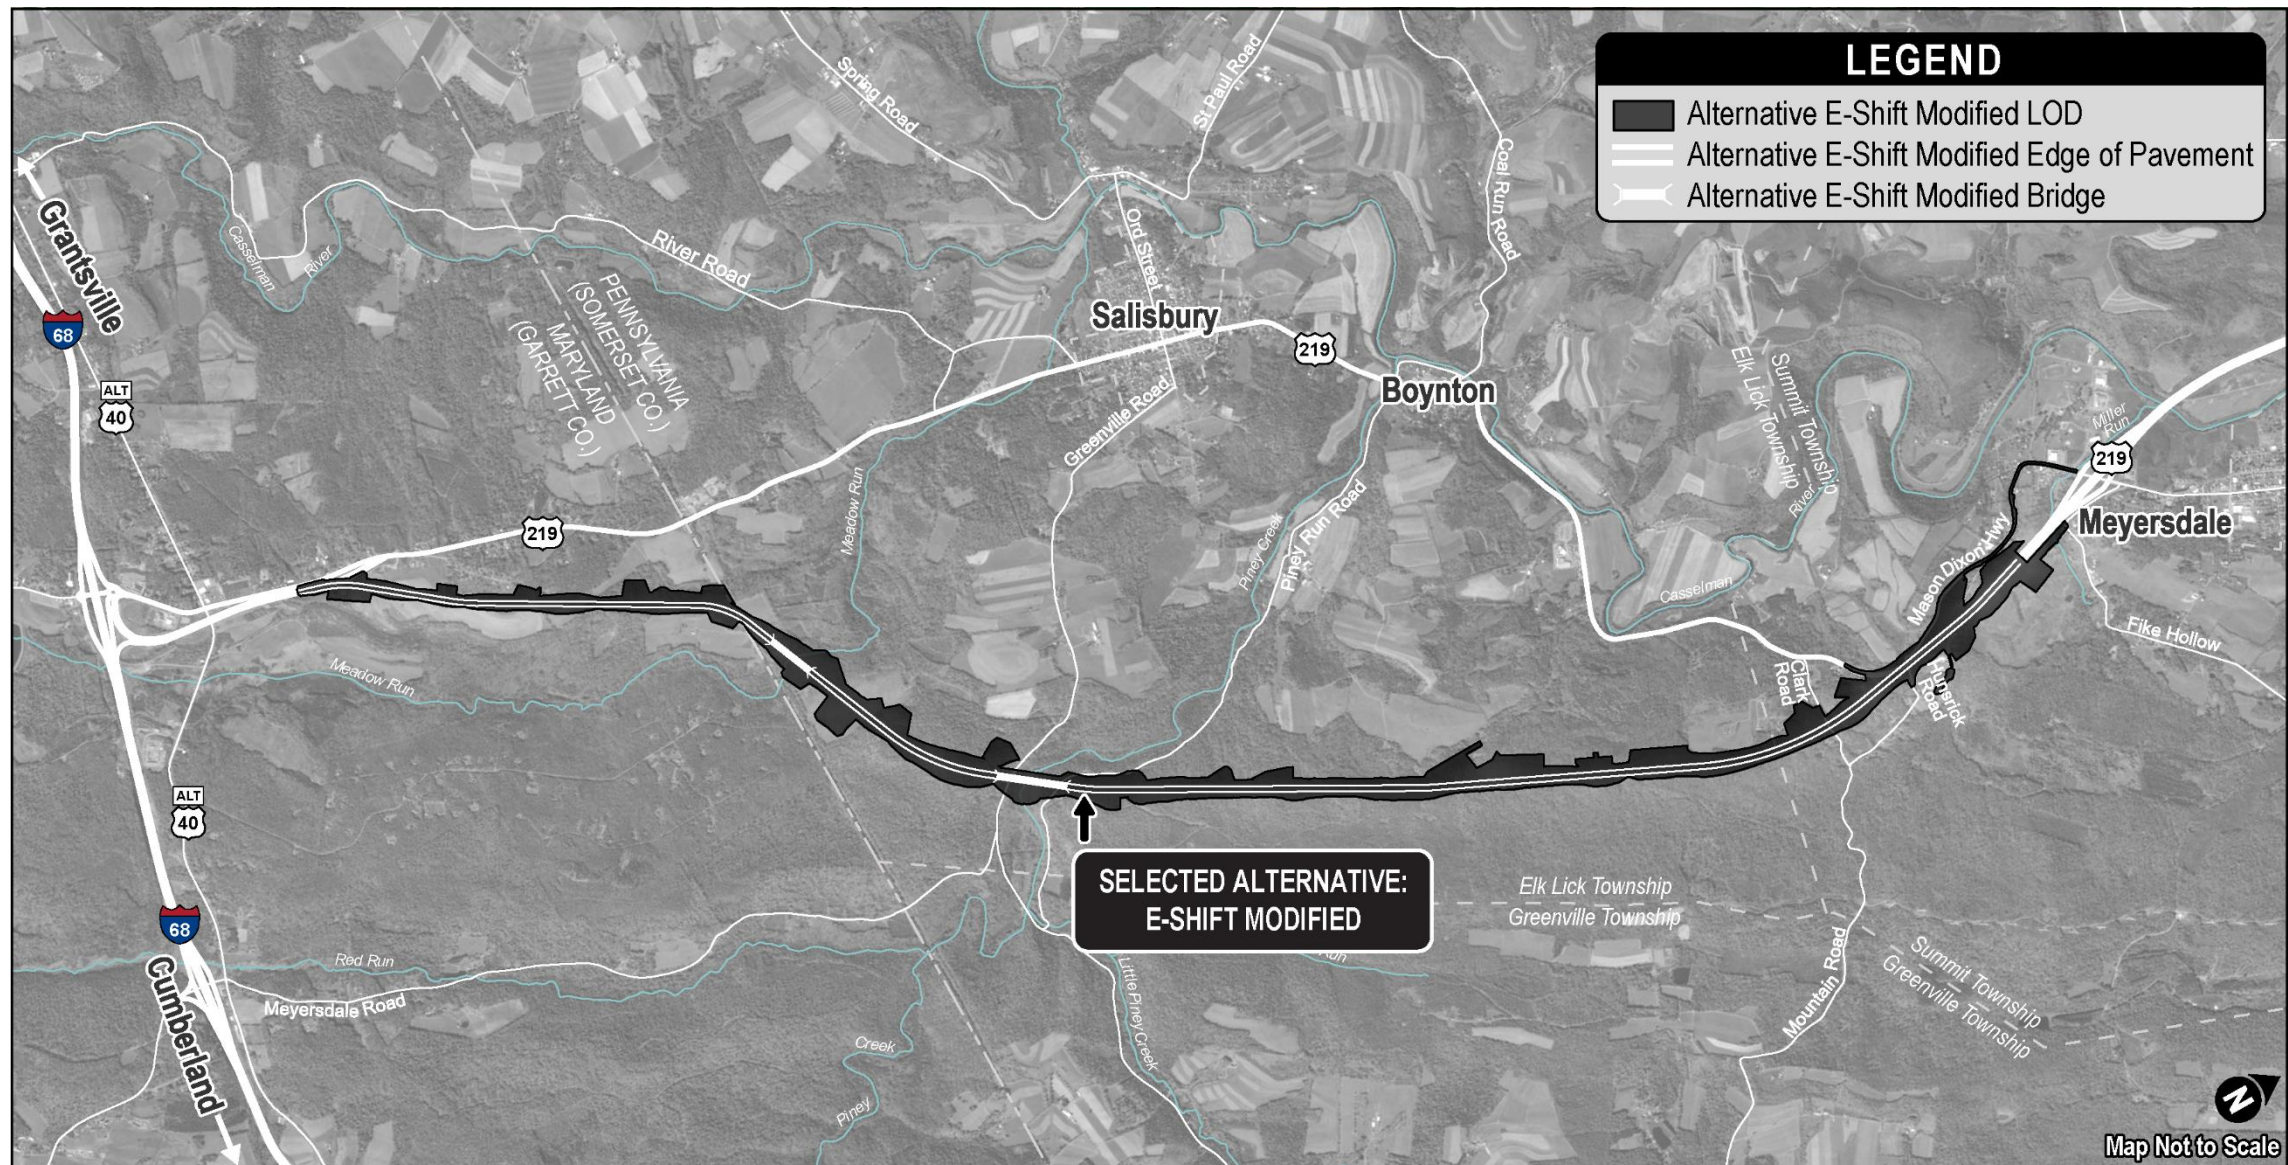 LEGEND
Alternative E-Shift Modified LOD
Alternative E-Shift Modified Edge of Pavement
Alternative E-Shift Modified Bridge
Spring Road
St Paul Road
Coal Run Road
Grantsville
Casselman
River
River Road
Ord Street
68
PENNSYLVANIA
(SOMERSET CO.)
MARYLAND
(GARRETT CO.)
Salisbury
219
Boynton
ALT
40
Elk Lick Township
Summit Township
Greenville Road
Miller
Run
219
Meyersdale
River
Meadow Run
219
Piney Creek
Piney Run Road
Casselman
Mason Dixon Hwy
Fike Hollow
Meadow Run
Clark
Road
Hunsrick
Road
ALT
40
SELECTED ALTERNATIVE:
E-SHIFT MODIFIED
Elk Lick Township
Greenville Township
68
Red Run
Run
Cumberland
Meyersdale Road
Little Piney Creek
Creek
Piney
Mountain Road
Summit Township
Greenville Township
N
Map Not to Scale